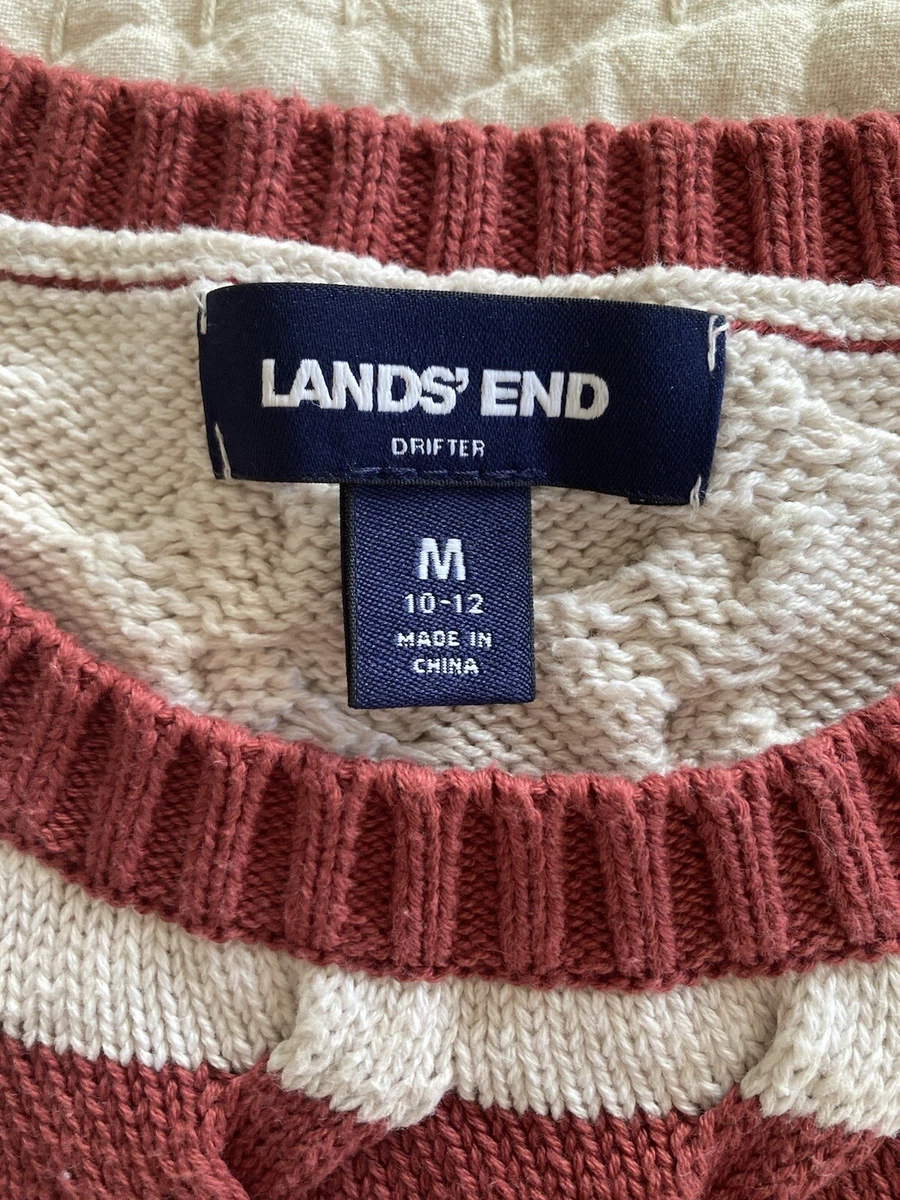 LANDS' END
DRIFTER
M
10-12
MADE IN
CHINA